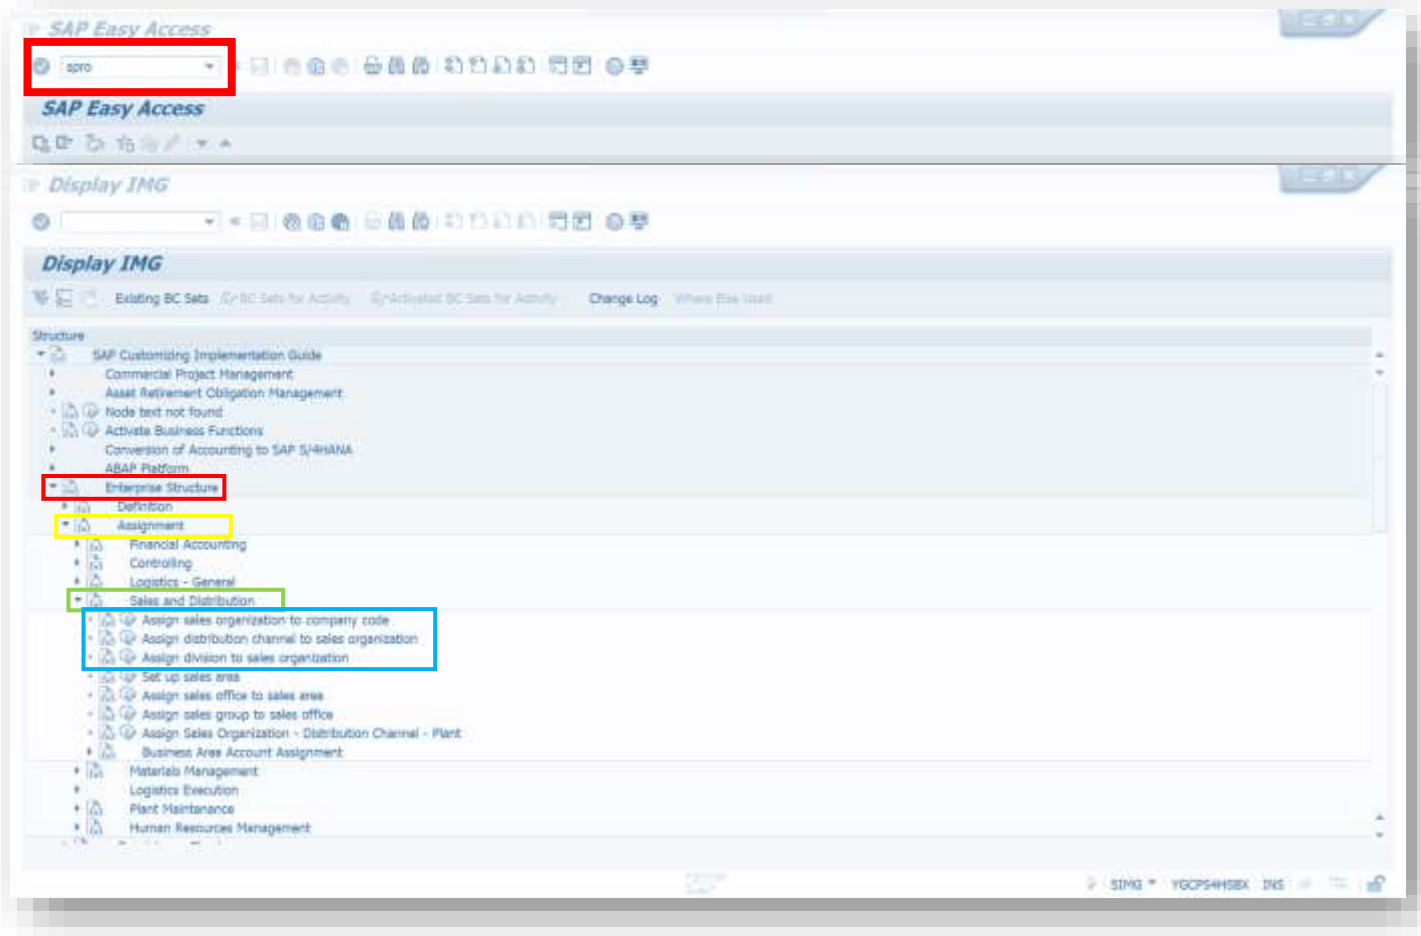 SAP Easy Access
spro
SAP Easy Access
Display IMG
Display IMG
Existing BC Sets BC Sets for Activity Activated BC Sets for Activity Change Log Where Else Used
Structure
SAP Customizing Implementation Guide
Commercial Project Management
Asset Retirement Obligation Management
Node text not found
Activate Business Functions
Conversion of Accounting to SAP S/4HANA
ABAP Platform
Enterprise Structure
Definition
Assignment
Financial Accounting
Controlling
Logistics - General
Sales and Distribution
Assign sales organization to company code
Assign distribution channel to sales organization
Assign division to sales organization
Set up sales area
Assign sales office to sales area
Assign sales group to sales office
Assign Sales Organization - Distribution Channel - Plant
Business Area Account Assignment
Materials Management
Logistics Execution
Plant Maintenance
Human Resources Management
SIMG YGCPS4HSBX INS